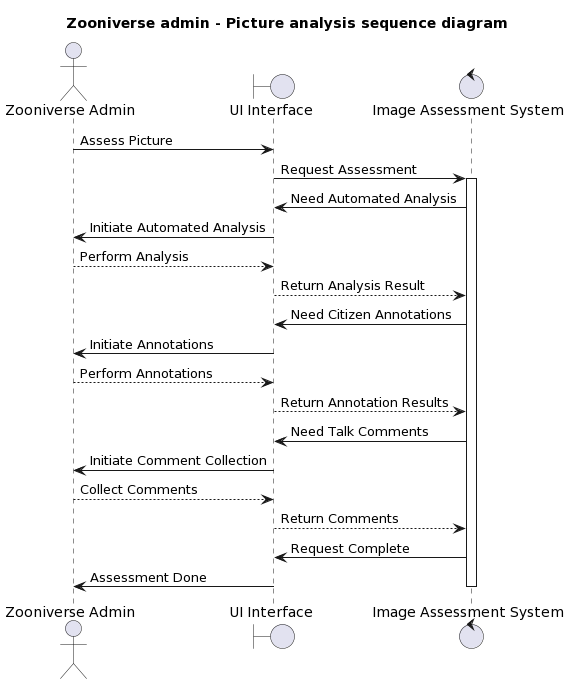 Zooniverse admin - Picture analysis sequence diagram
Zooniverse Admin
UI Interface
Image Assessment System
Assess Picture
Request Assessment
Need Automated Analysis
Initiate Automated Analysis
Perform Analysis
Return Analysis Result
Need Citizen Annotations
Initiate Annotations
Perform Annotations
Return Annotation Results
Need Talk Comments
Initiate Comment Collection
Collect Comments
Return Comments
Request Complete
Assessment Done
Zooniverse Admin
UI Interface
Image Assessment System